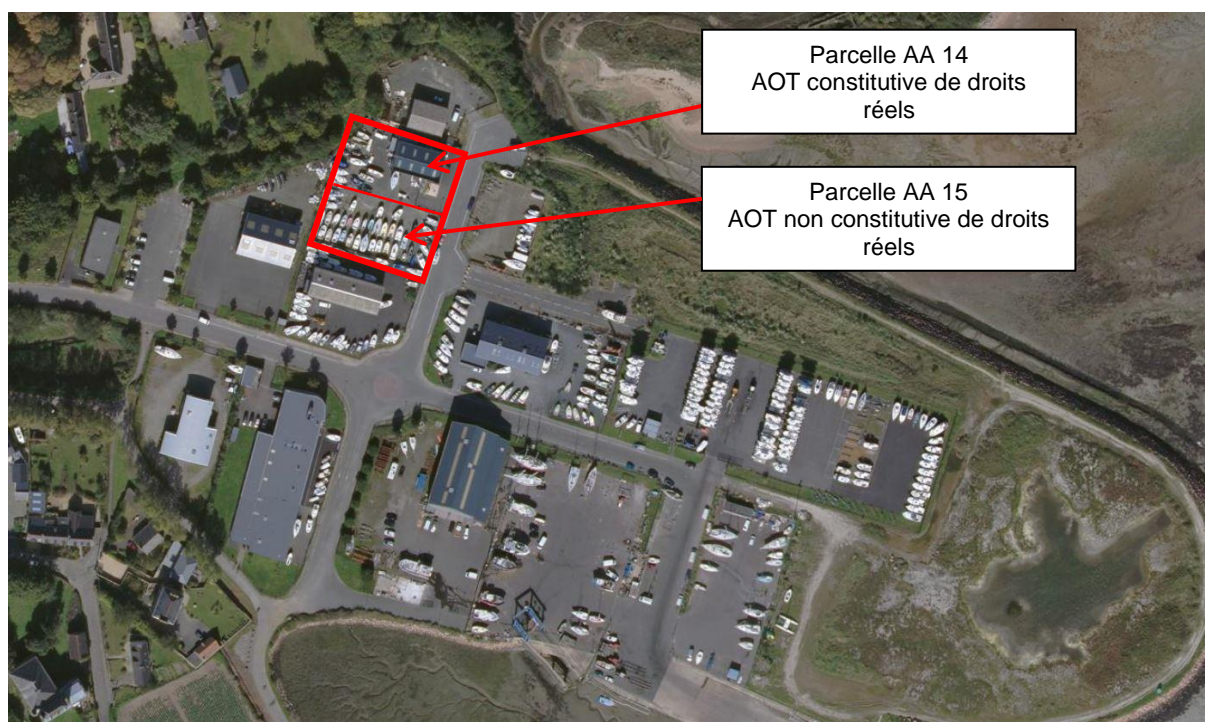 Parcelle AA 14
AOT constitutive de droits
réels
Parcelle AA 15
AOT non constitutive de droits
réels